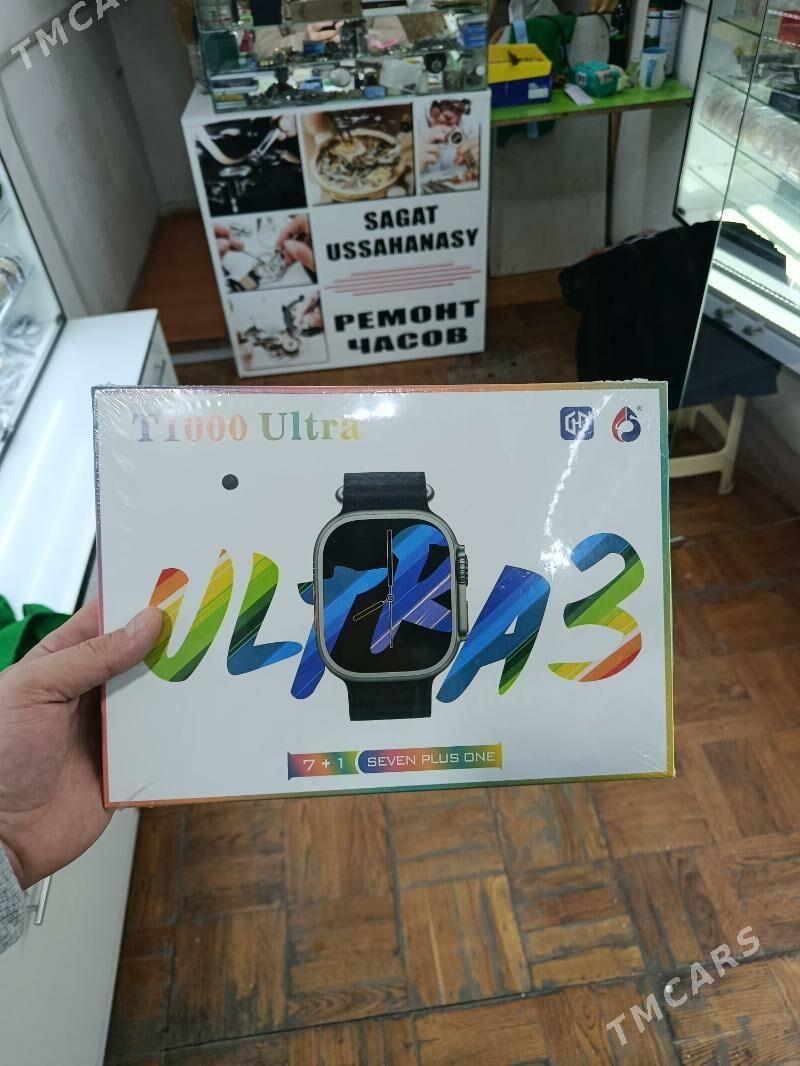 TMCARS
SAGAT
USSAHANASY
РЕМОНТ
ЧАСОВ
T1000 Ultra
ULTRA3
7 + 1 SEVEN PLUS ONE
TMCARS